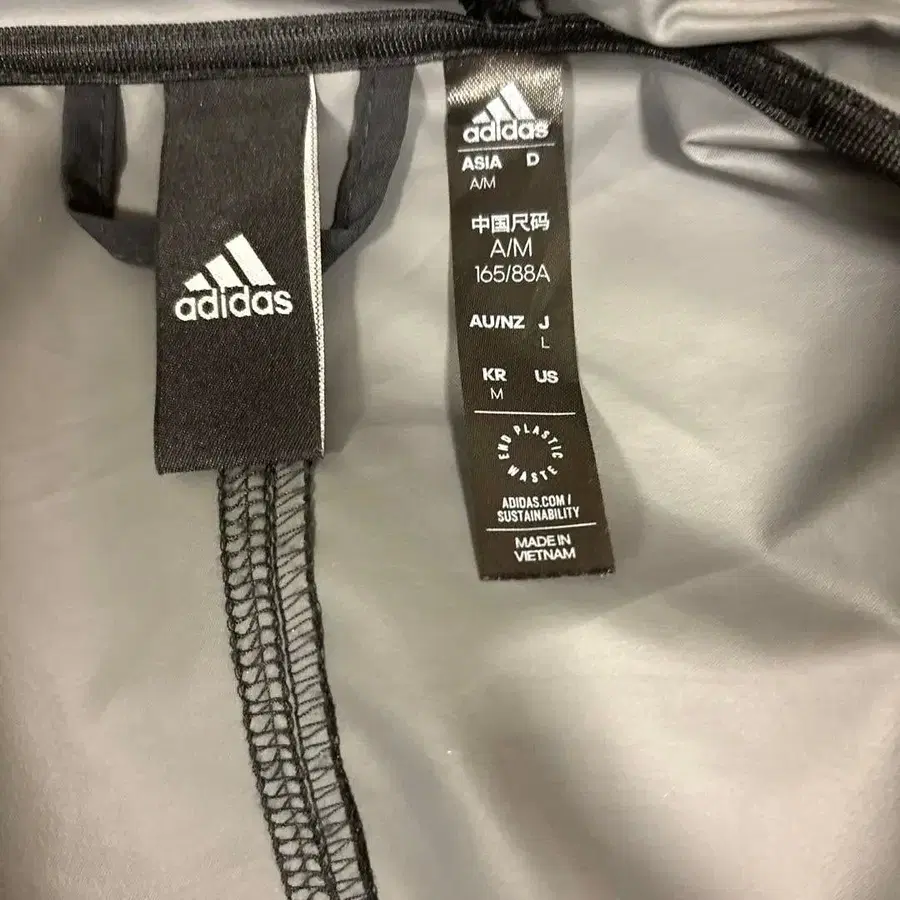 adidas
adidas
ASIA D
A/M
中国尺码
A/M
165/88A
AU/NZ J
L
KR US
M
END PLASTIC WASTE
ADIDAS.COM/
SUSTAINABILITY
MADE IN
VIETNAM